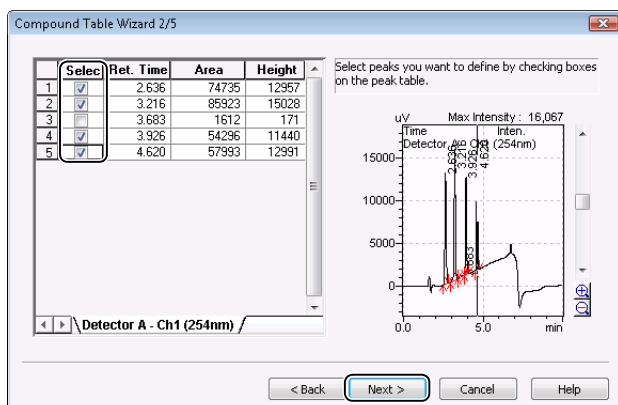 Compound Table Wizard 2/5
Selec Ret. Time Area Height
1 2.636 74735 12957
2 3.216 85923 15028
3 3.683 1612 171
4 3.926 54296 11440
5 4.620 57993 12991
Detector A - Ch1 (254nm)
Select peaks you want to define by checking boxes
on the peak table.
uV Max Intensity : 16,067
Time Inten.
Detector A Ch1 (254nm)
2.636
3.216
3.926
4.620
3.683
15000
10000
5000
0
0.0 5.0 min
< Back Next > Cancel Help